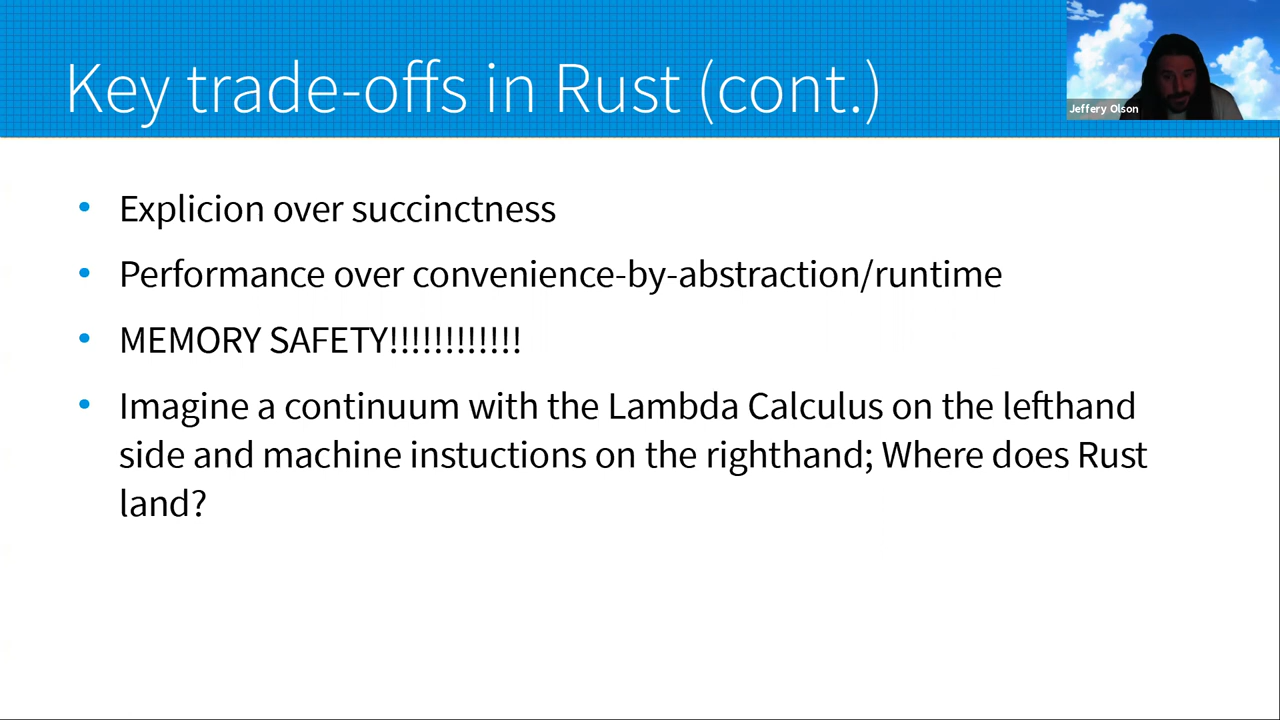 Key trade-offs in Rust (cont.)
Jeffery Olson
• Explicion over succinctness
• Performance over convenience-by-abstraction/runtime
• MEMORY SAFETY!!!!!!!!!!!!
• Imagine a continuum with the Lambda Calculus on the lefthand
side and machine instuctions on the righthand; Where does Rust
land?